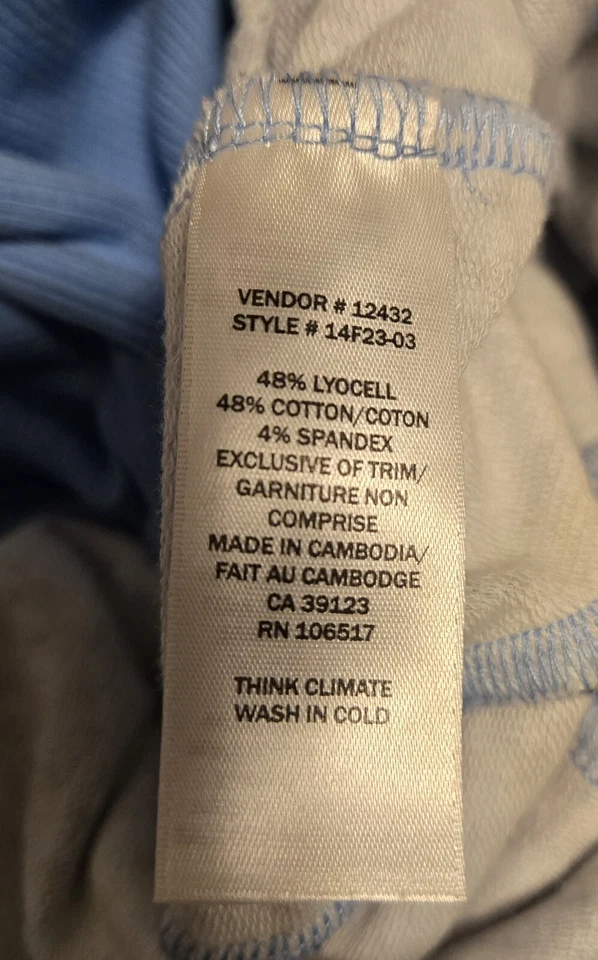 VENDOR # 12432
STYLE # 14F23-03
48% LYOCELL
48% COTTON/COTON
4% SPANDEX
EXCLUSIVE OF TRIM/
GARNITURE NON
COMPRISE
MADE IN CAMBODIA/
FAIT AU CAMBODGE
CA 39123
RN 106517
THINK CLIMATE
WASH IN COLD